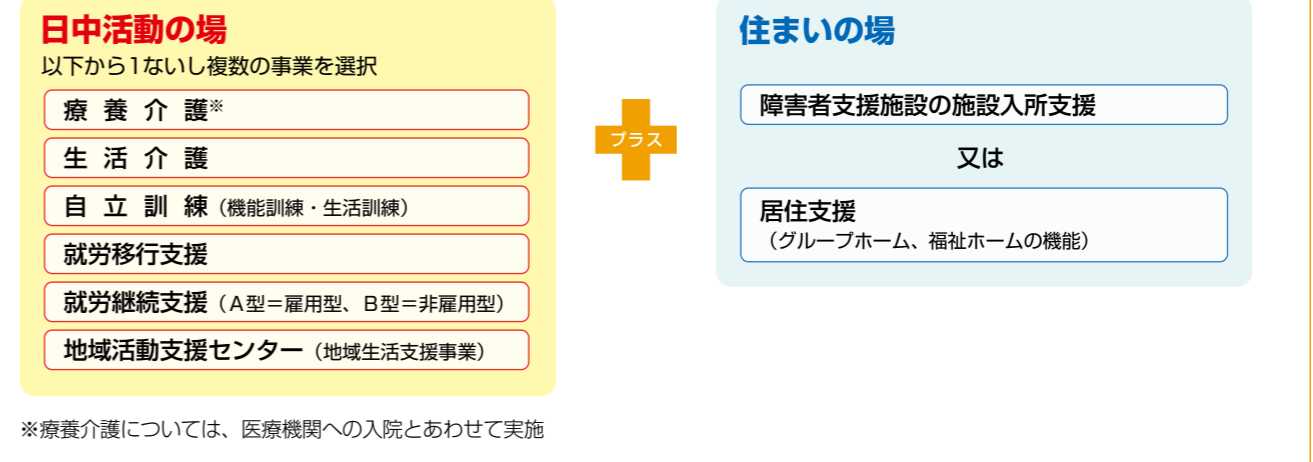 日中活動の場
以下から1ないし複数の事業を選択
療養介護※
生活介護
自立訓練（機能訓練・生活訓練）
就労移行支援
就労継続支援（A型＝雇用型、B型＝非雇用型）
地域活動支援センター（地域生活支援事業）
※療養介護については、医療機関への入院とあわせて実施
プラス
住まいの場
障害者支援施設の施設入所支援
又は
居住支援
（グループホーム、福祉ホームの機能）